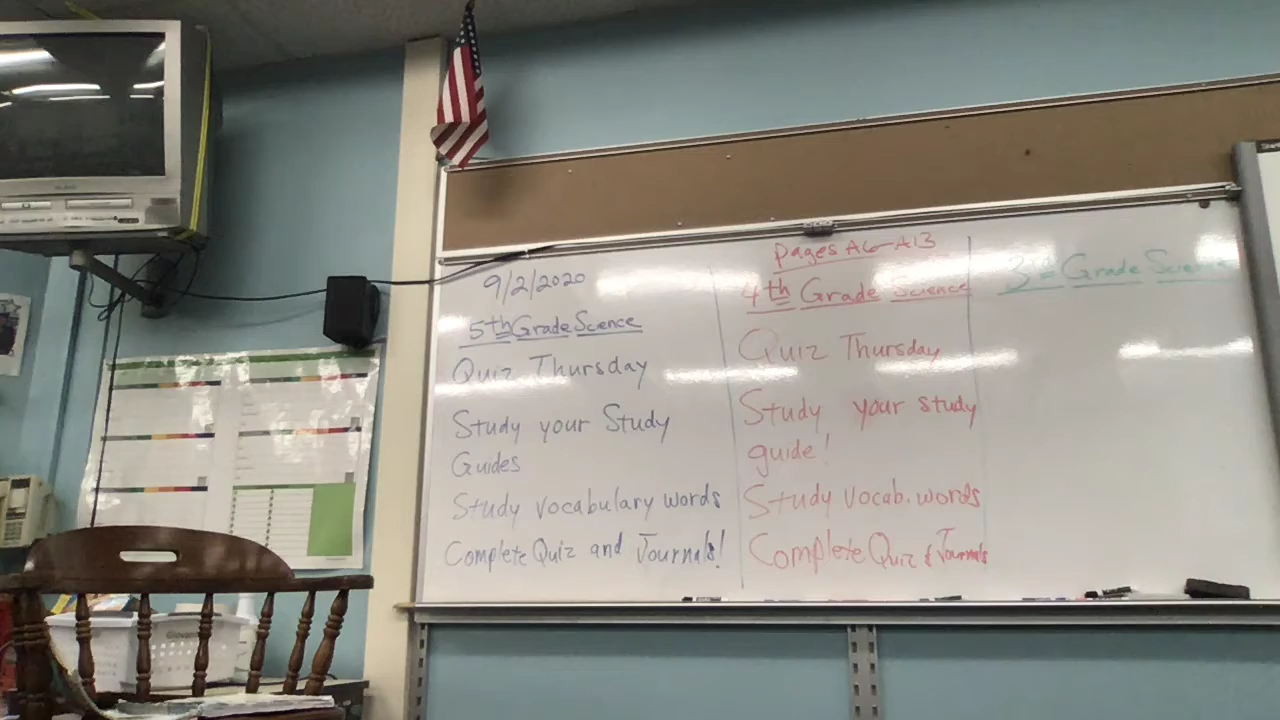 9/2/2020
5th Grade Science
Quiz Thursday
Study your Study
Guides
Study vocabulary words
Complete Quiz and Journals!
Pages A6-A13
4th Grade Science
Quiz Thursday
Study your study
guide!
Study vocab. words
Complete Quiz & Journals
3rd Grade Science